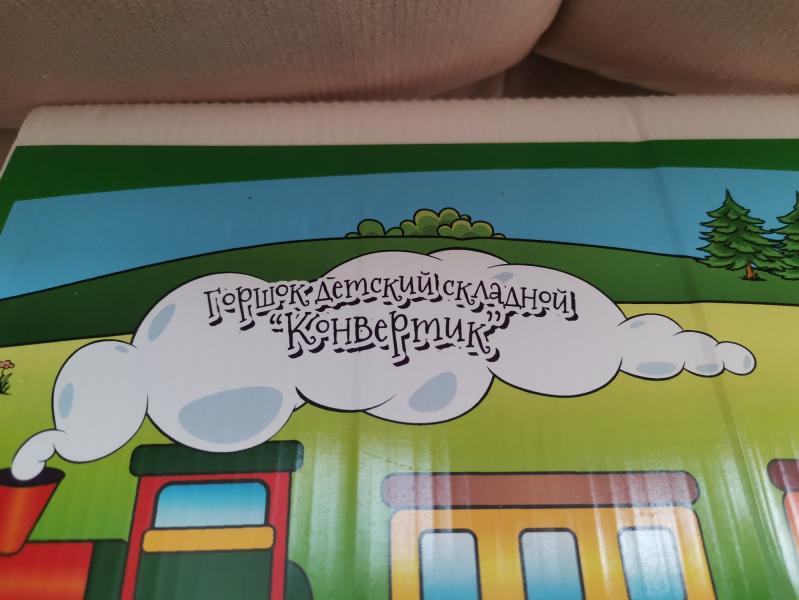 Горшок детский складной
“Конвертик”